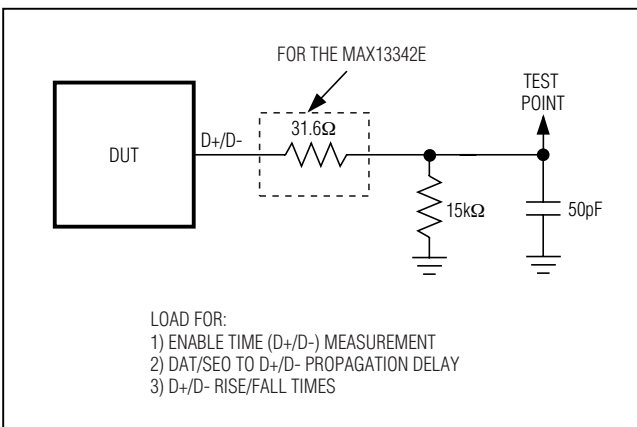 FOR THE MAX13342E
TEST
POINT
31.6Ω
D+/D-
DUT
15kΩ
50pF
LOAD FOR:
1) ENABLE TIME (D+/D-) MEASUREMENT
2) DAT/SEO TO D+/D- PROPAGATION DELAY
3) D+/D- RISE/FALL TIMES